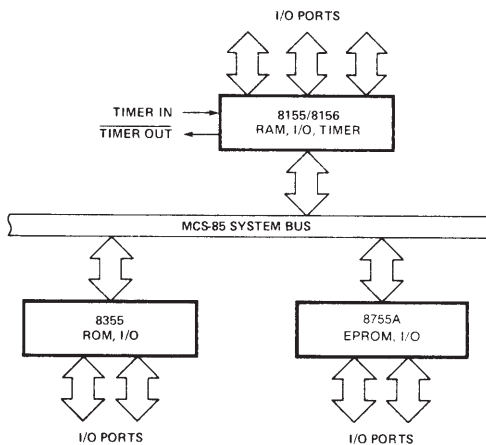 I/O PORTS
TIMER IN
TIMER OUT
8155/8156
RAM, I/O, TIMER
MCS-85 SYSTEM BUS
8355
ROM, I/O
8755A
EPROM, I/O
I/O PORTS
I/O PORTS